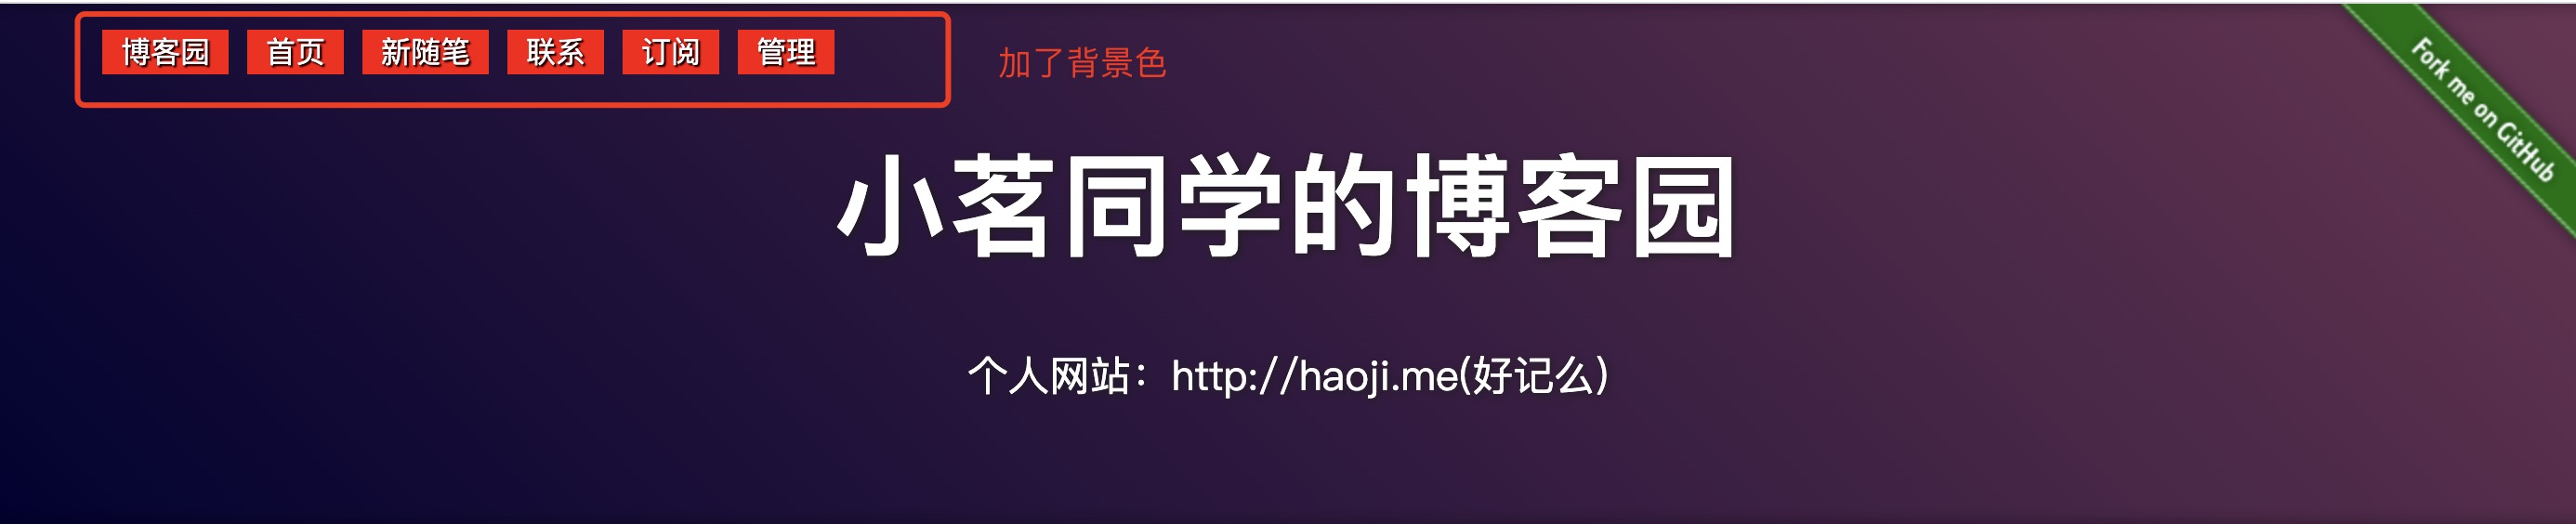 博客园 首页 新随笔 联系 订阅 管理 加了背景色
Fork me on GitHub
小茗同学的博客园
个人网站：http://haoji.me(好记么)